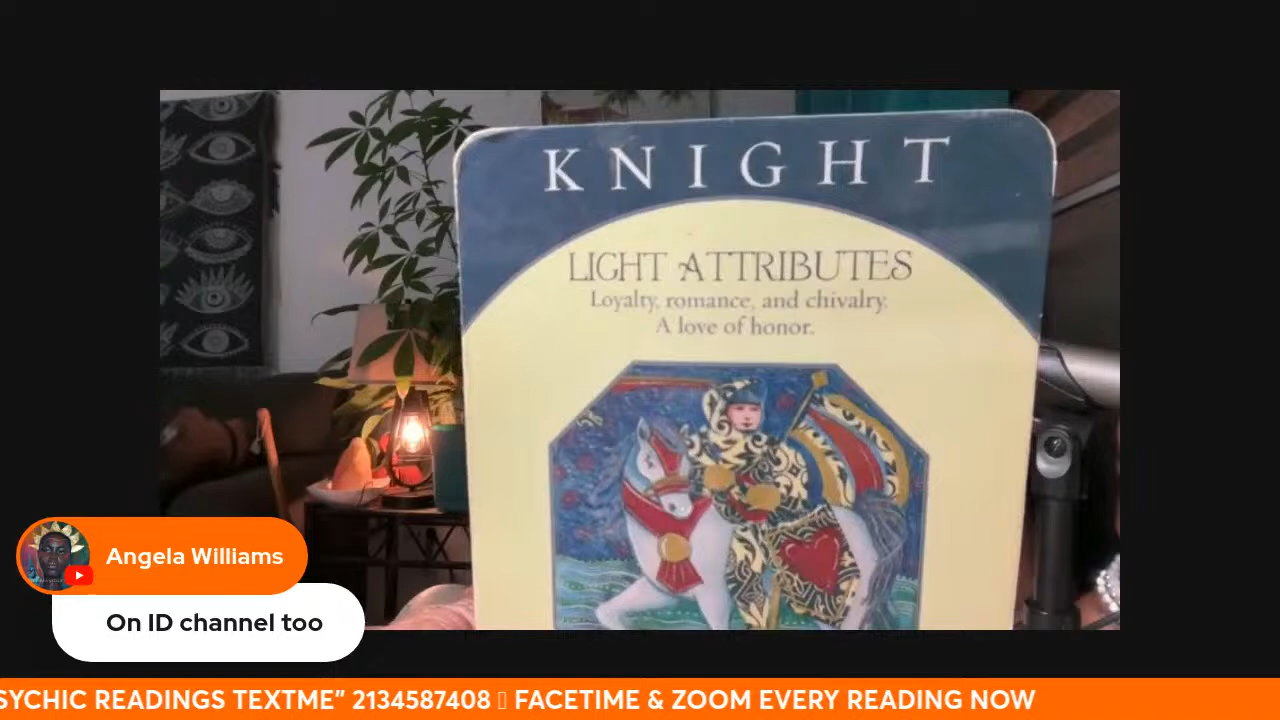 KNIGHT
LIGHT ATTRIBUTES
Loyalty, romance, and chivalry.
A love of honor.
Angela Williams
On ID channel too
SYCHIC READINGS TEXTME" 2134587408 ▯ FACETIME & ZOOM EVERY READING NOW